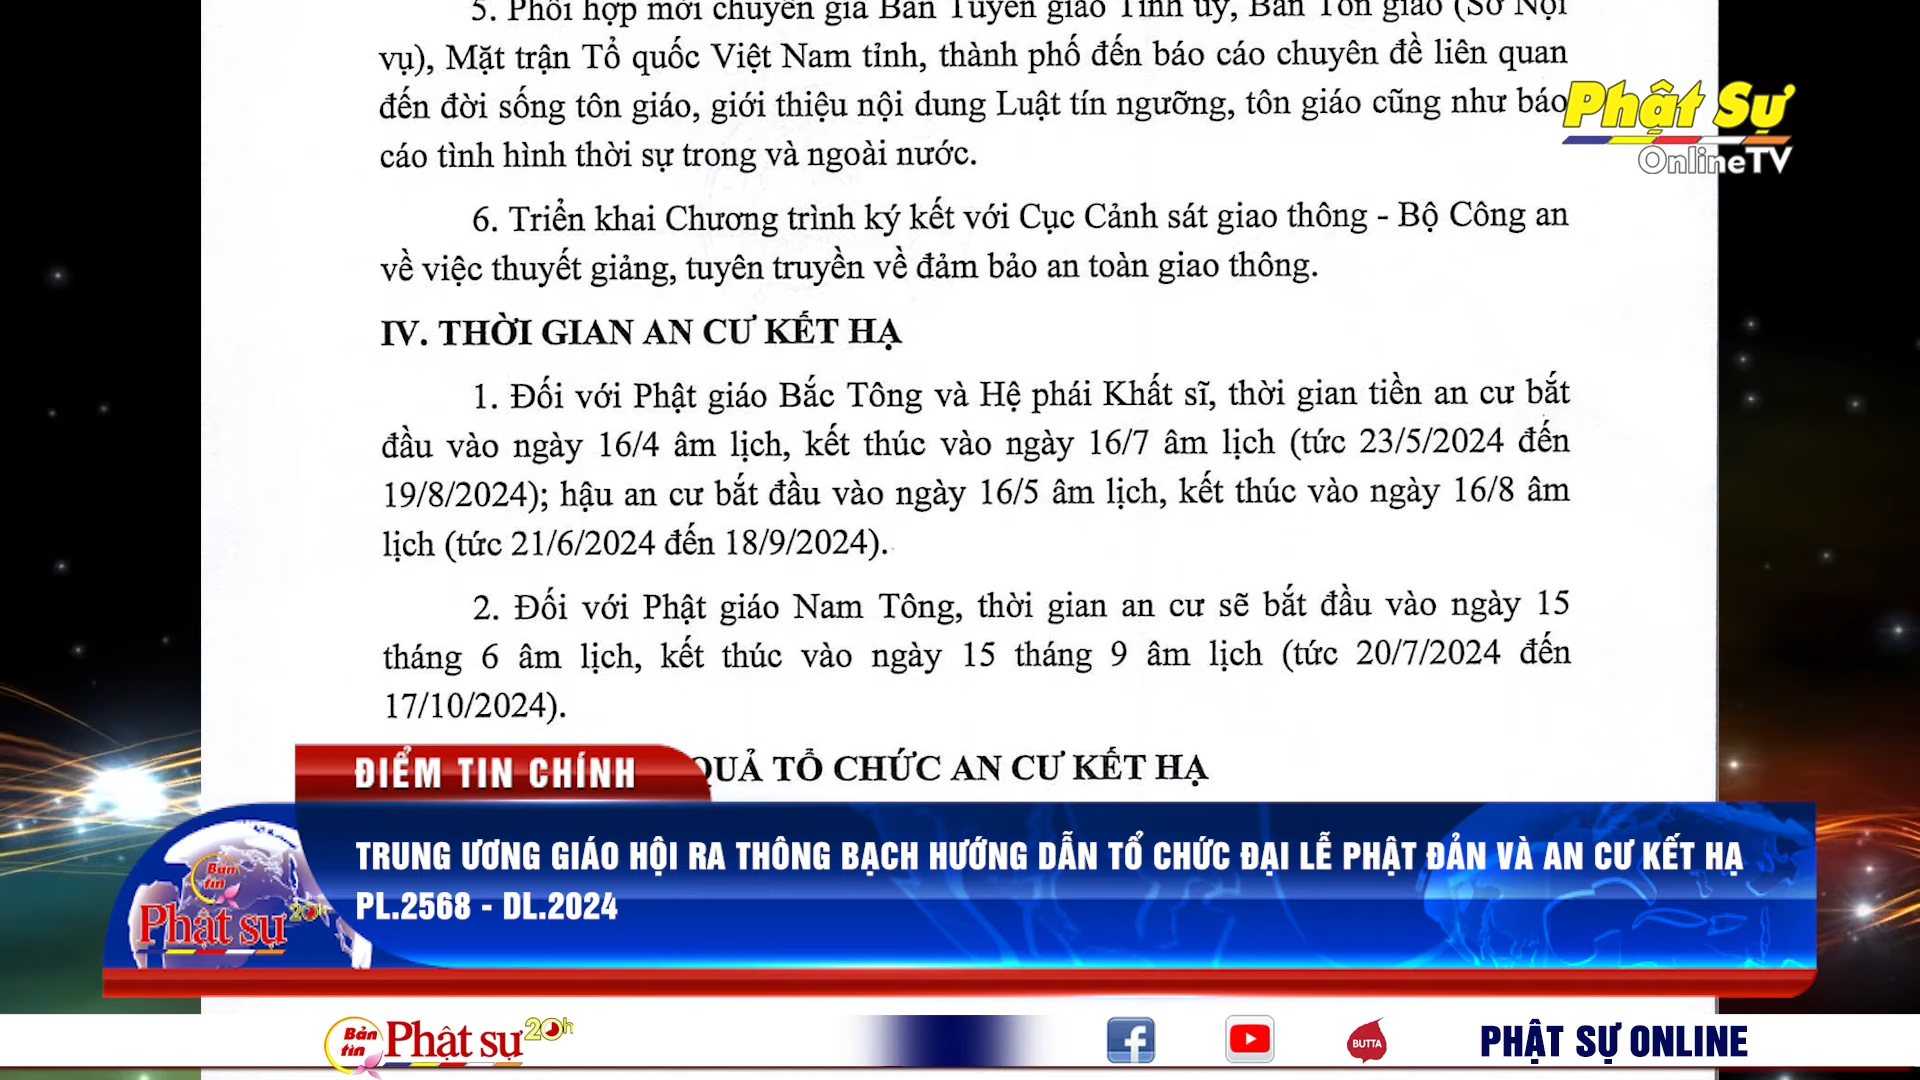 5. Phối hợp mời chuyên gia Ban Tuyên giáo Tỉnh ủy, Ban Tôn giáo (Sở Nội
vụ), Mặt trận Tổ quốc Việt Nam tỉnh, thành phố đến báo cáo chuyên đề liên quan
đến đời sống tôn giáo, giới thiệu nội dung Luật tín ngưỡng, tôn giáo cũng như báo
cáo tình hình thời sự trong và ngoài nước.
Phật Sự
OnlineTV
6. Triển khai Chương trình ký kết với Cục Cảnh sát giao thông - Bộ Công an
về việc thuyết giảng, tuyên truyền về đảm bảo an toàn giao thông.
IV. THỜI GIAN AN CƯ KẾT HẠ
1. Đối với Phật giáo Bắc Tông và Hệ phái Khất sĩ, thời gian tiền an cư bắt
đầu vào ngày 16/4 âm lịch, kết thúc vào ngày 16/7 âm lịch (tức 23/5/2024 đến
19/8/2024); hậu an cư bắt đầu vào ngày 16/5 âm lịch, kết thúc vào ngày 16/8 âm
lịch (tức 21/6/2024 đến 18/9/2024).
2. Đối với Phật giáo Nam Tông, thời gian an cư sẽ bắt đầu vào ngày 15
tháng 6 âm lịch, kết thúc vào ngày 15 tháng 9 âm lịch (tức 20/7/2024 đến
17/10/2024).
QUẢ TỔ CHỨC AN CƯ KẾT HẠ
ĐIỂM TIN CHÍNH
TRUNG ƯƠNG GIÁO HỘI RA THÔNG BẠCH HƯỚNG DẪN TỔ CHỨC ĐẠI LỄ PHẬT ĐẢN VÀ AN CƯ KẾT HẠ
PL.2568 - DL.2024
Bản
tin
Phật sự 20h
Bản
tin
Phật sự 20h
BUTTA
PHẬT SỰ ONLINE